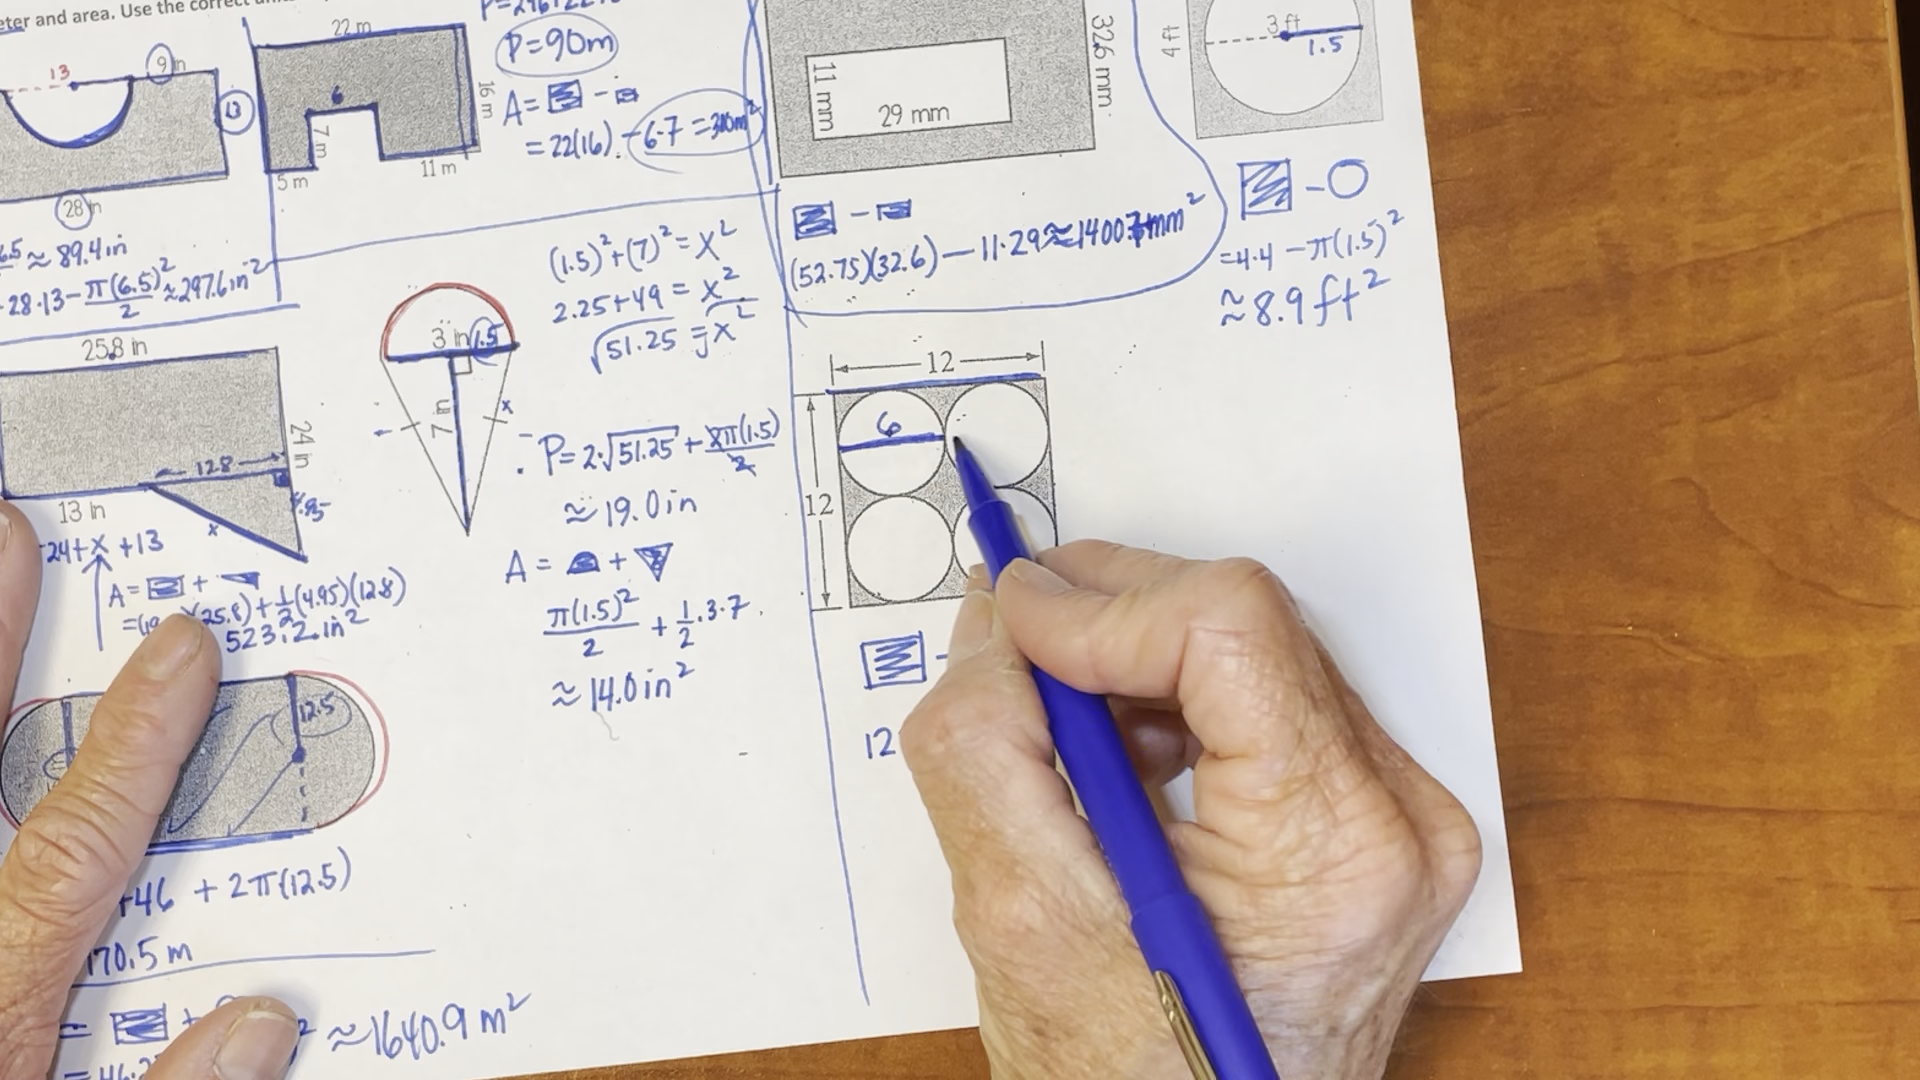 eter and area. Use the correct
13
9 in
13
28 in
≈ 89.4 in
28·13 - π(6.5)²/2 ≈ 297.6 in²
22 m
6
7 m
16 m
5 m
11 m
P = 90m
A = -
= 22(16) - 6·7 = 310m²
11 mm
29 mm
32.6 mm
-
(52.75)(32.6) - 11·29 ≈ 1400.7 mm²
4 ft
3 ft
1.5
-
= 4·4 - π(1.5)²
≈ 8.9 ft²
25.8 in
24 in
12.8
4.95
13 in
x
24 + x + 13
A = +
25.8) + 1/2(4.95)(12.8)
523.2 in²
3 in
1.5
7 in
x
(1.5)² + (7)² = x²
2.25 + 49 = x²
√51.25 = √x²
P = 2·√51.25 + 2π(1.5)/2
≈ 19.0 in
A = +
π(1.5)²/2 + 1/2·3·7
≈ 14.0 in²
12
12
6
-
12
12.5
+46 + 2π(12.5)
170.5 m
= +
≈ 1640.9 m²
= 46·2